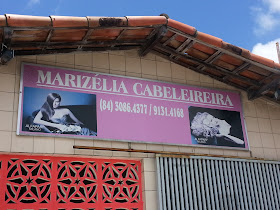 MARIZÉLIA CABELEIREIRA
(84) 3086.4377 / 9131.4168